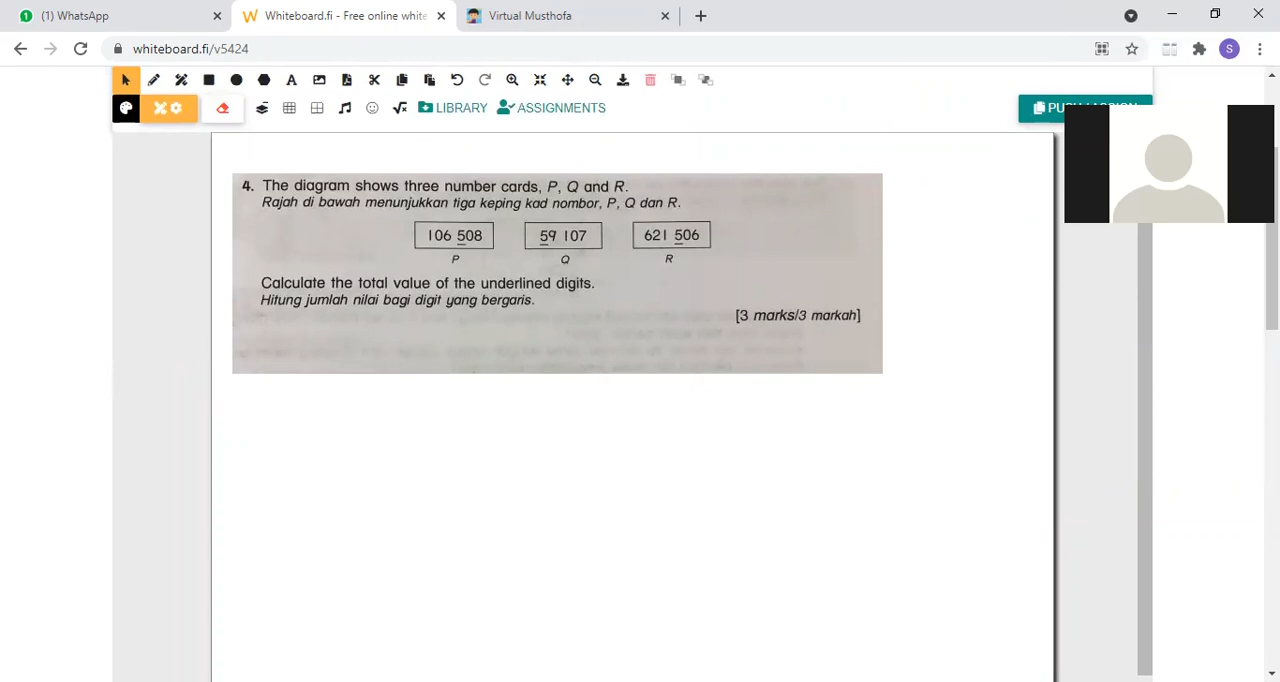 (1) WhatsApp
Whiteboard.fi - Free online white
Virtual Musthofa
whiteboard.fi/v5424
S
A
LIBRARY
ASSIGNMENTS
4. The diagram shows three number cards, P, Q and R.
Rajah di bawah menunjukkan tiga keping kad nombor, P, Q dan R.
106 508 59 107 621 506
P Q R
Calculate the total value of the underlined digits.
Hitung jumlah nilai bagi digit yang bergaris.
[3 marks/3 markah]